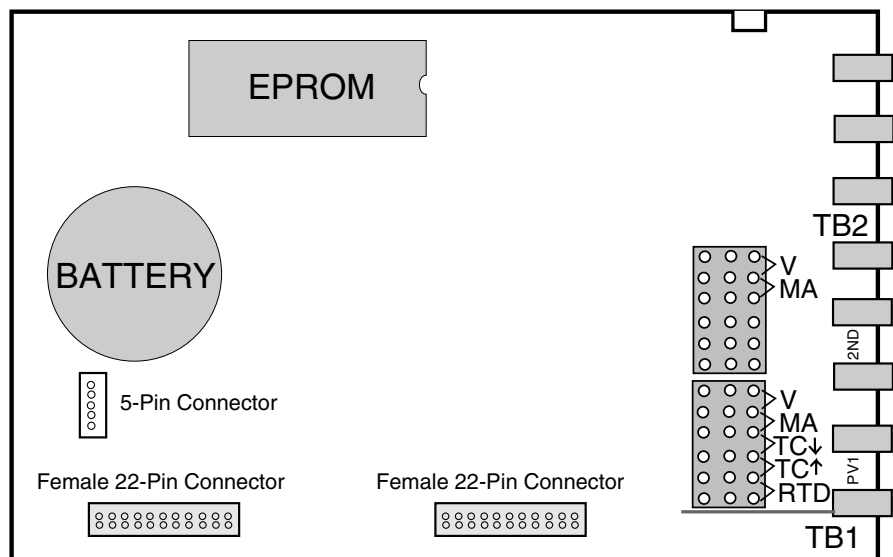 EPROM
BATTERY
TB2
V
MA
2ND
5-Pin Connector
V
MA
TC↓
TC↑
RTD
PV1
Female 22-Pin Connector
Female 22-Pin Connector
TB1